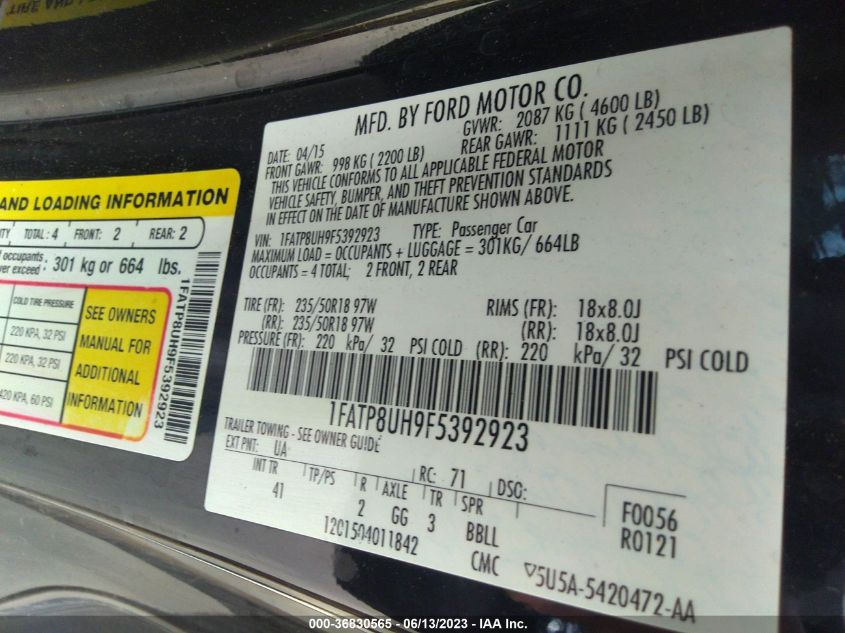 MFD. BY FORD MOTOR CO.
DATE: 04/15 GVWR: 2087 KG ( 4600 LB)
FRONT GAWR: 998 KG ( 2200 LB) REAR GAWR: 1111 KG ( 2450 LB)
THIS VEHICLE CONFORMS TO ALL APPLICABLE FEDERAL MOTOR
VEHICLE SAFETY, BUMPER, AND THEFT PREVENTION STANDARDS
IN EFFECT ON THE DATE OF MANUFACTURE SHOWN ABOVE.
VIN: 1FATP8UH9F5392923 TYPE: Passenger Car
MAXIMUM LOAD = OCCUPANTS + LUGGAGE = 301KG/ 664LB
OCCUPANTS = 4 TOTAL; 2 FRONT, 2 REAR
TIRE (FR): 235/50R18 97W RIMS (FR): 18x8.0J
(RR): 235/50R18 97W (RR): 18x8.0J
PRESSURE (FR): 220 kPa/ 32 PSI COLD (RR): 220 kPa/ 32 PSI COLD
1FATP8UH9F5392923
TRAILER TOWING - SEE OWNER GUIDE
EXT PNT: UA RC: 71 DSO:
INT TR TP/PS R AXLE TR SPR F0056
41 2 GG 3 BBLL R0121
12C1504011842 CMC ▽5U5A-5420472-AA
AND LOADING INFORMATION
TOTAL: 4 FRONT: 2 REAR: 2
occupants
exceed 301 kg or 664 lbs.
COLD TIRE PRESSURE
220 KPA, 32 PSI
220 KPA, 32 PSI
420 KPA, 60 PSI
SEE OWNERS
MANUAL FOR
ADDITIONAL
INFORMATION
1FATP8UH9F5392923
000-36830565 - 06/13/2023 - IAA Inc.